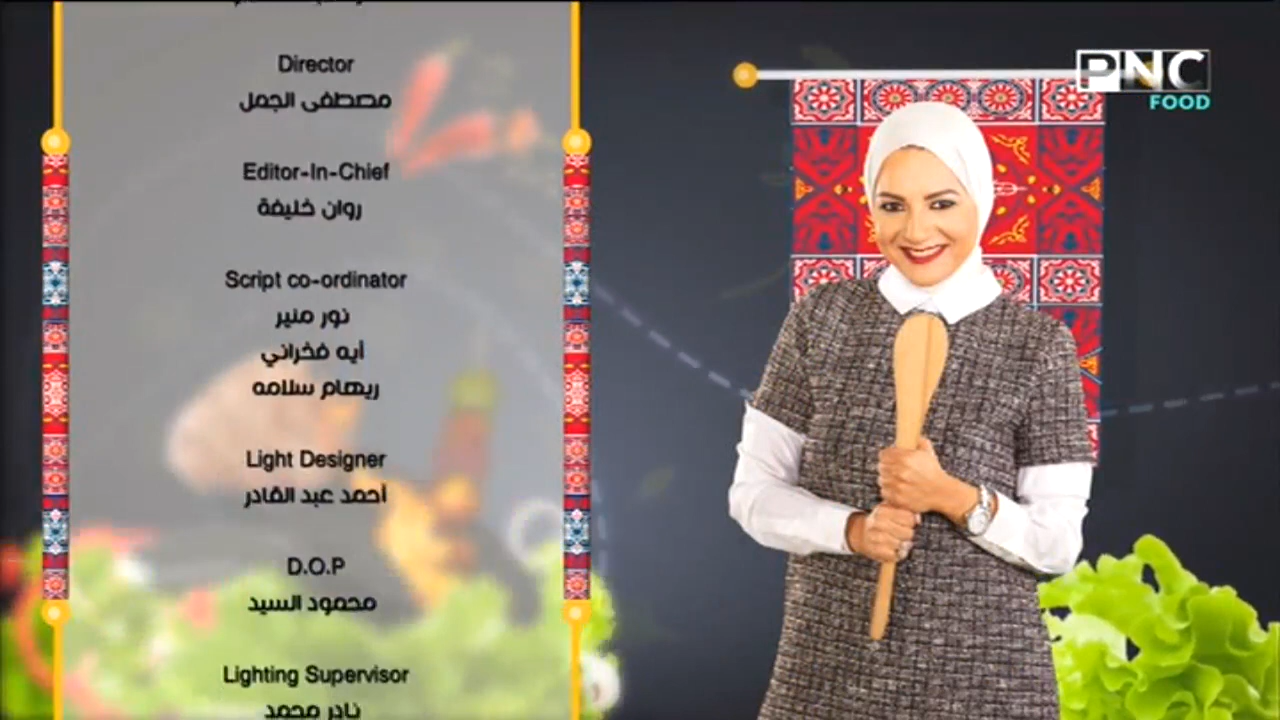 Director
مصطفى الجمل
Editor-In-Chief
روان خليفة
Script co-ordinator
نور منير
أيه فخراني
ريهام سلامه
Light Designer
أحمد عبد القادر
D.O.P
محمود السيد
Lighting Supervisor
نادر محمد
PNC
FOOD